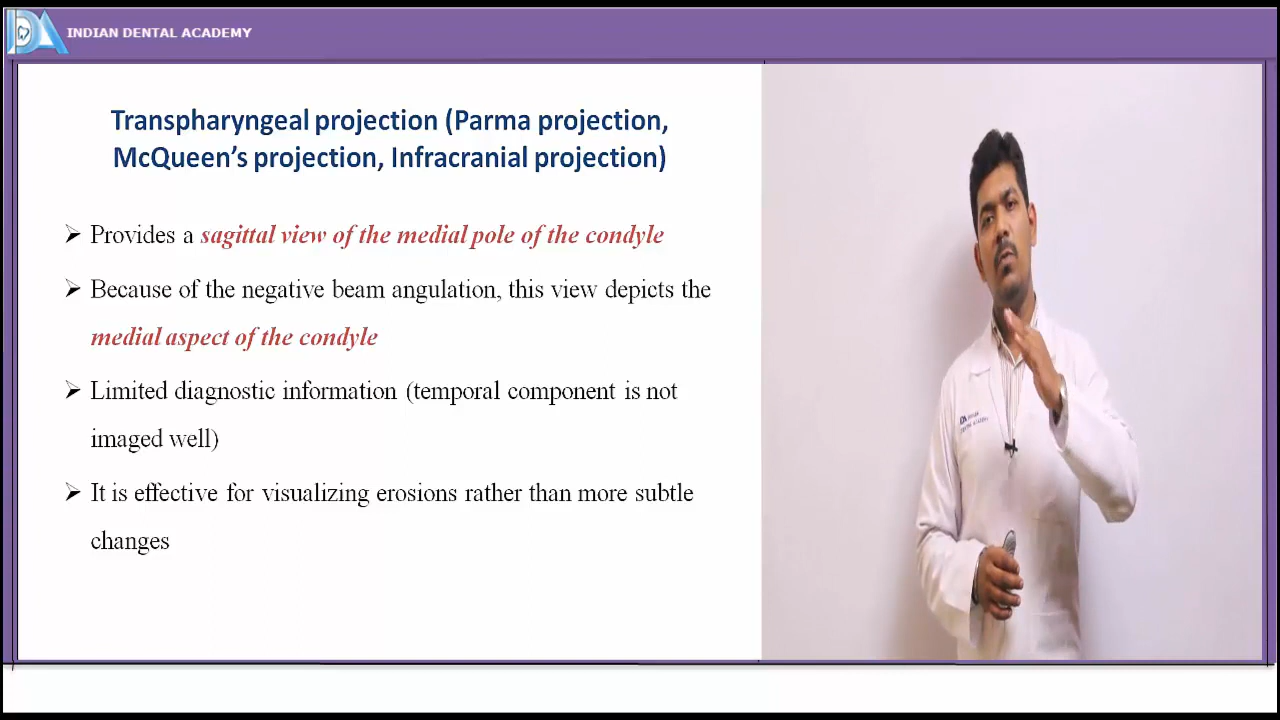 INDIAN DENTAL ACADEMY
Transpharyngeal projection (Parma projection,
McQueen’s projection, Infracranial projection)
➢ Provides a sagittal view of the medial pole of the condyle
➢ Because of the negative beam angulation, this view depicts the
medial aspect of the condyle
➢ Limited diagnostic information (temporal component is not
imaged well)
➢ It is effective for visualizing erosions rather than more subtle
changes